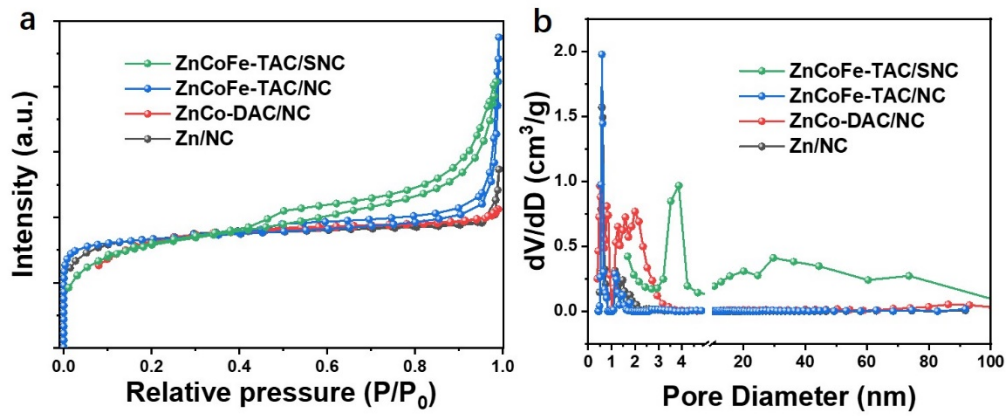 a
ZnCoFe-TAC/SNC
ZnCoFe-TAC/NC
ZnCo-DAC/NC
Zn/NC
Intensity (a.u.)
0.0 0.2 0.4 0.6 0.8 1.0
Relative pressure (P/P0)
b
ZnCoFe-TAC/SNC
ZnCoFe-TAC/NC
ZnCo-DAC/NC
Zn/NC
dV/dD (cm3/g)
2.0
1.5
1.0
0.5
0.0
0 1 2 3 4 20 40 60 80 100
Pore Diameter (nm)